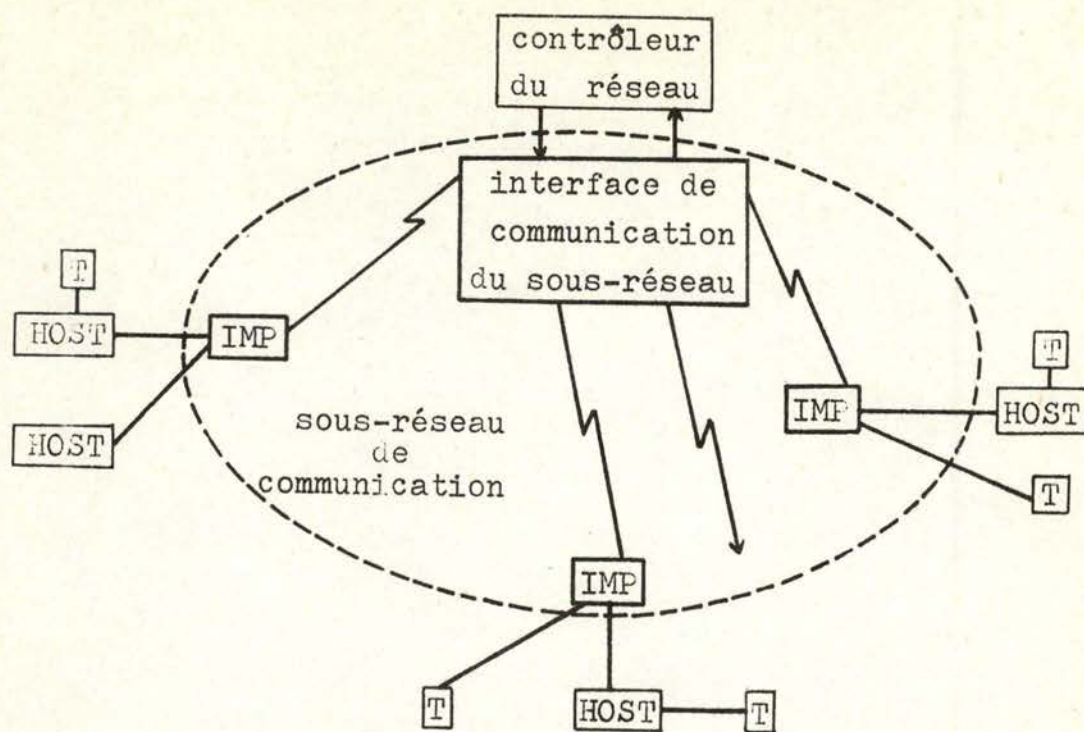 contrôleur
du réseau
interface de
communication
du sous-réseau
T
HOST
IMP
HOST
sous-réseau
de
communication
T
IMP
HOST
T
IMP
T
HOST
T